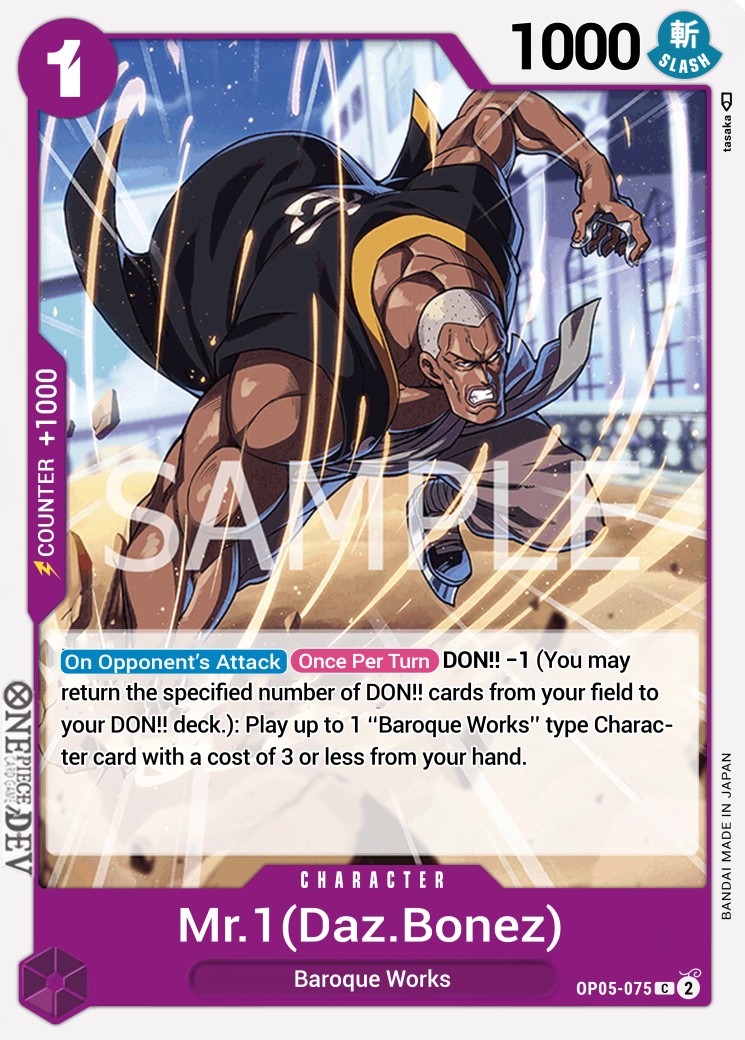 1
1000
斬
SLASH
tasaka
COUNTER +1000
SAMPLE
On Opponent's Attack Once Per Turn DON!! −1 (You may
return the specified number of DON!! cards from your field to
your DON!! deck.): Play up to 1 “Baroque Works” type Charac-
ter card with a cost of 3 or less from your hand.
ONE PIECE
CARD GAME
DEV
BANDAI MADE IN JAPAN
CHARACTER
Mr.1(Daz.Bonez)
Baroque Works
OP05-075 C 2